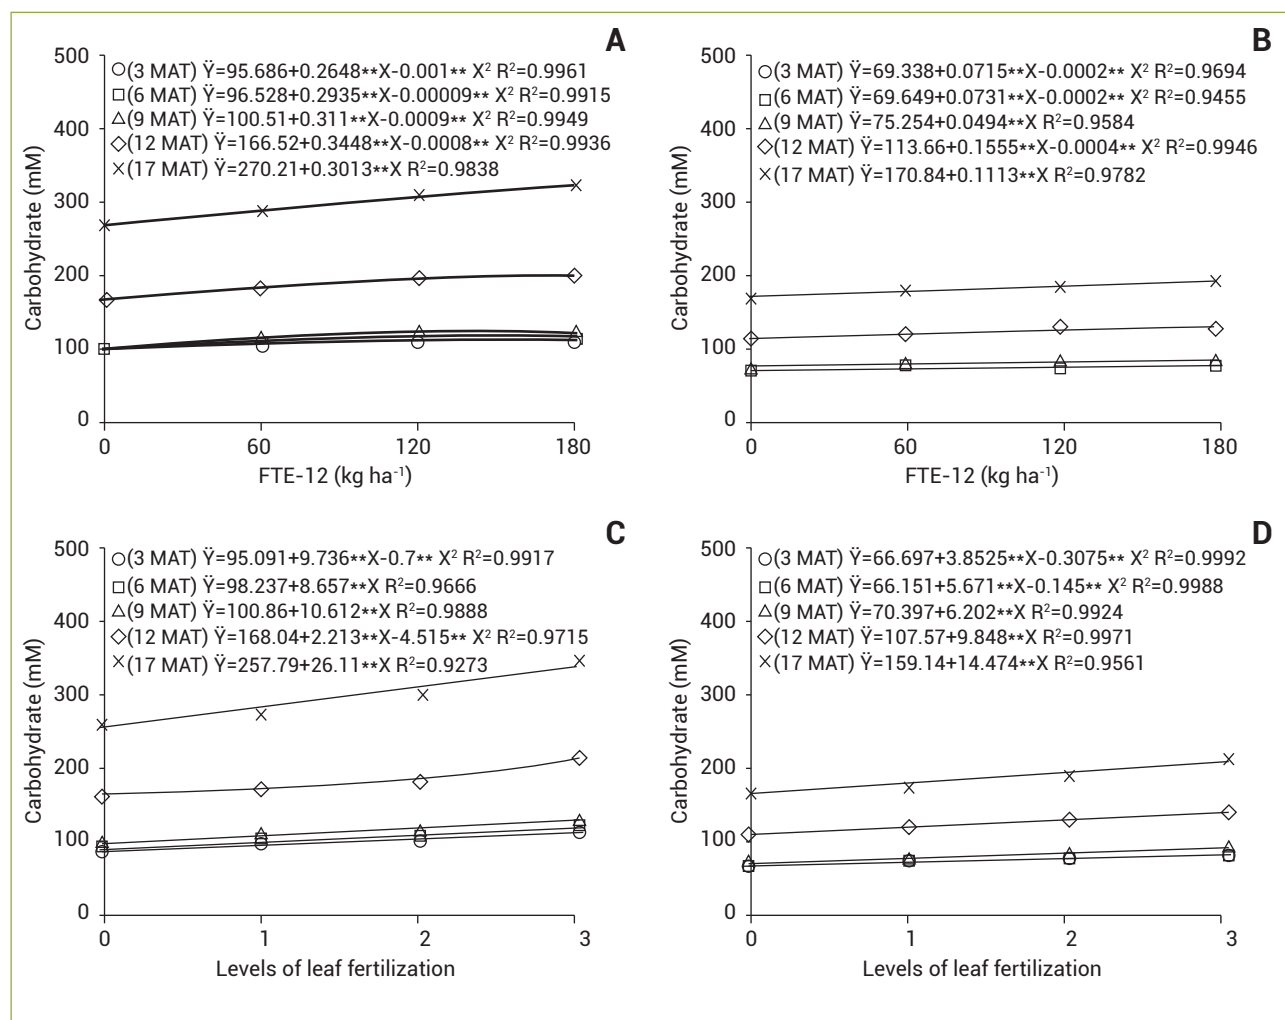 A
500
400
300
200
100
0
Carbohydrate (mM)
(3 MAT) Ÿ=95.686+0.2648**X-0.001** X² R²=0.9961
(6 MAT) Ÿ=96.528+0.2935**X-0.00009** X² R²=0.9915
(9 MAT) Ÿ=100.51+0.311**X-0.0009** X² R²=0.9949
(12 MAT) Ÿ=166.52+0.3448**X-0.0008** X² R²=0.9936
(17 MAT) Ÿ=270.21+0.3013**X R²=0.9838
0 60 120 180
FTE-12 (kg ha⁻¹)
B
500
400
300
200
100
0
Carbohydrate (mM)
(3 MAT) Ÿ=69.338+0.0715**X-0.0002** X² R²=0.9694
(6 MAT) Ÿ=69.649+0.0731**X-0.0002** X² R²=0.9455
(9 MAT) Ÿ=75.254+0.0494**X R²=0.9584
(12 MAT) Ÿ=113.66+0.1555**X-0.0004** X² R²=0.9946
(17 MAT) Ÿ=170.84+0.1113**X R²=0.9782
0 60 120 180
FTE-12 (kg ha⁻¹)
C
500
400
300
200
100
0
Carbohydrate (mM)
(3 MAT) Ÿ=95.091+9.736**X-0.7** X² R²=0.9917
(6 MAT) Ÿ=98.237+8.657**X R²=0.9666
(9 MAT) Ÿ=100.86+10.612**X R²=0.9888
(12 MAT) Ÿ=168.04+2.213**X-4.515** X² R²=0.9715
(17 MAT) Ÿ=257.79+26.11**X R²=0.9273
0 1 2 3
Levels of leaf fertilization
D
500
400
300
200
100
0
Carbohydrate (mM)
(3 MAT) Ÿ=66.697+3.8525**X-0.3075** X² R²=0.9992
(6 MAT) Ÿ=66.151+5.671**X-0.145** X² R²=0.9988
(9 MAT) Ÿ=70.397+6.202**X R²=0.9924
(12 MAT) Ÿ=107.57+9.848**X R²=0.9971
(17 MAT) Ÿ=159.14+14.474**X R²=0.9561
0 1 2 3
Levels of leaf fertilization